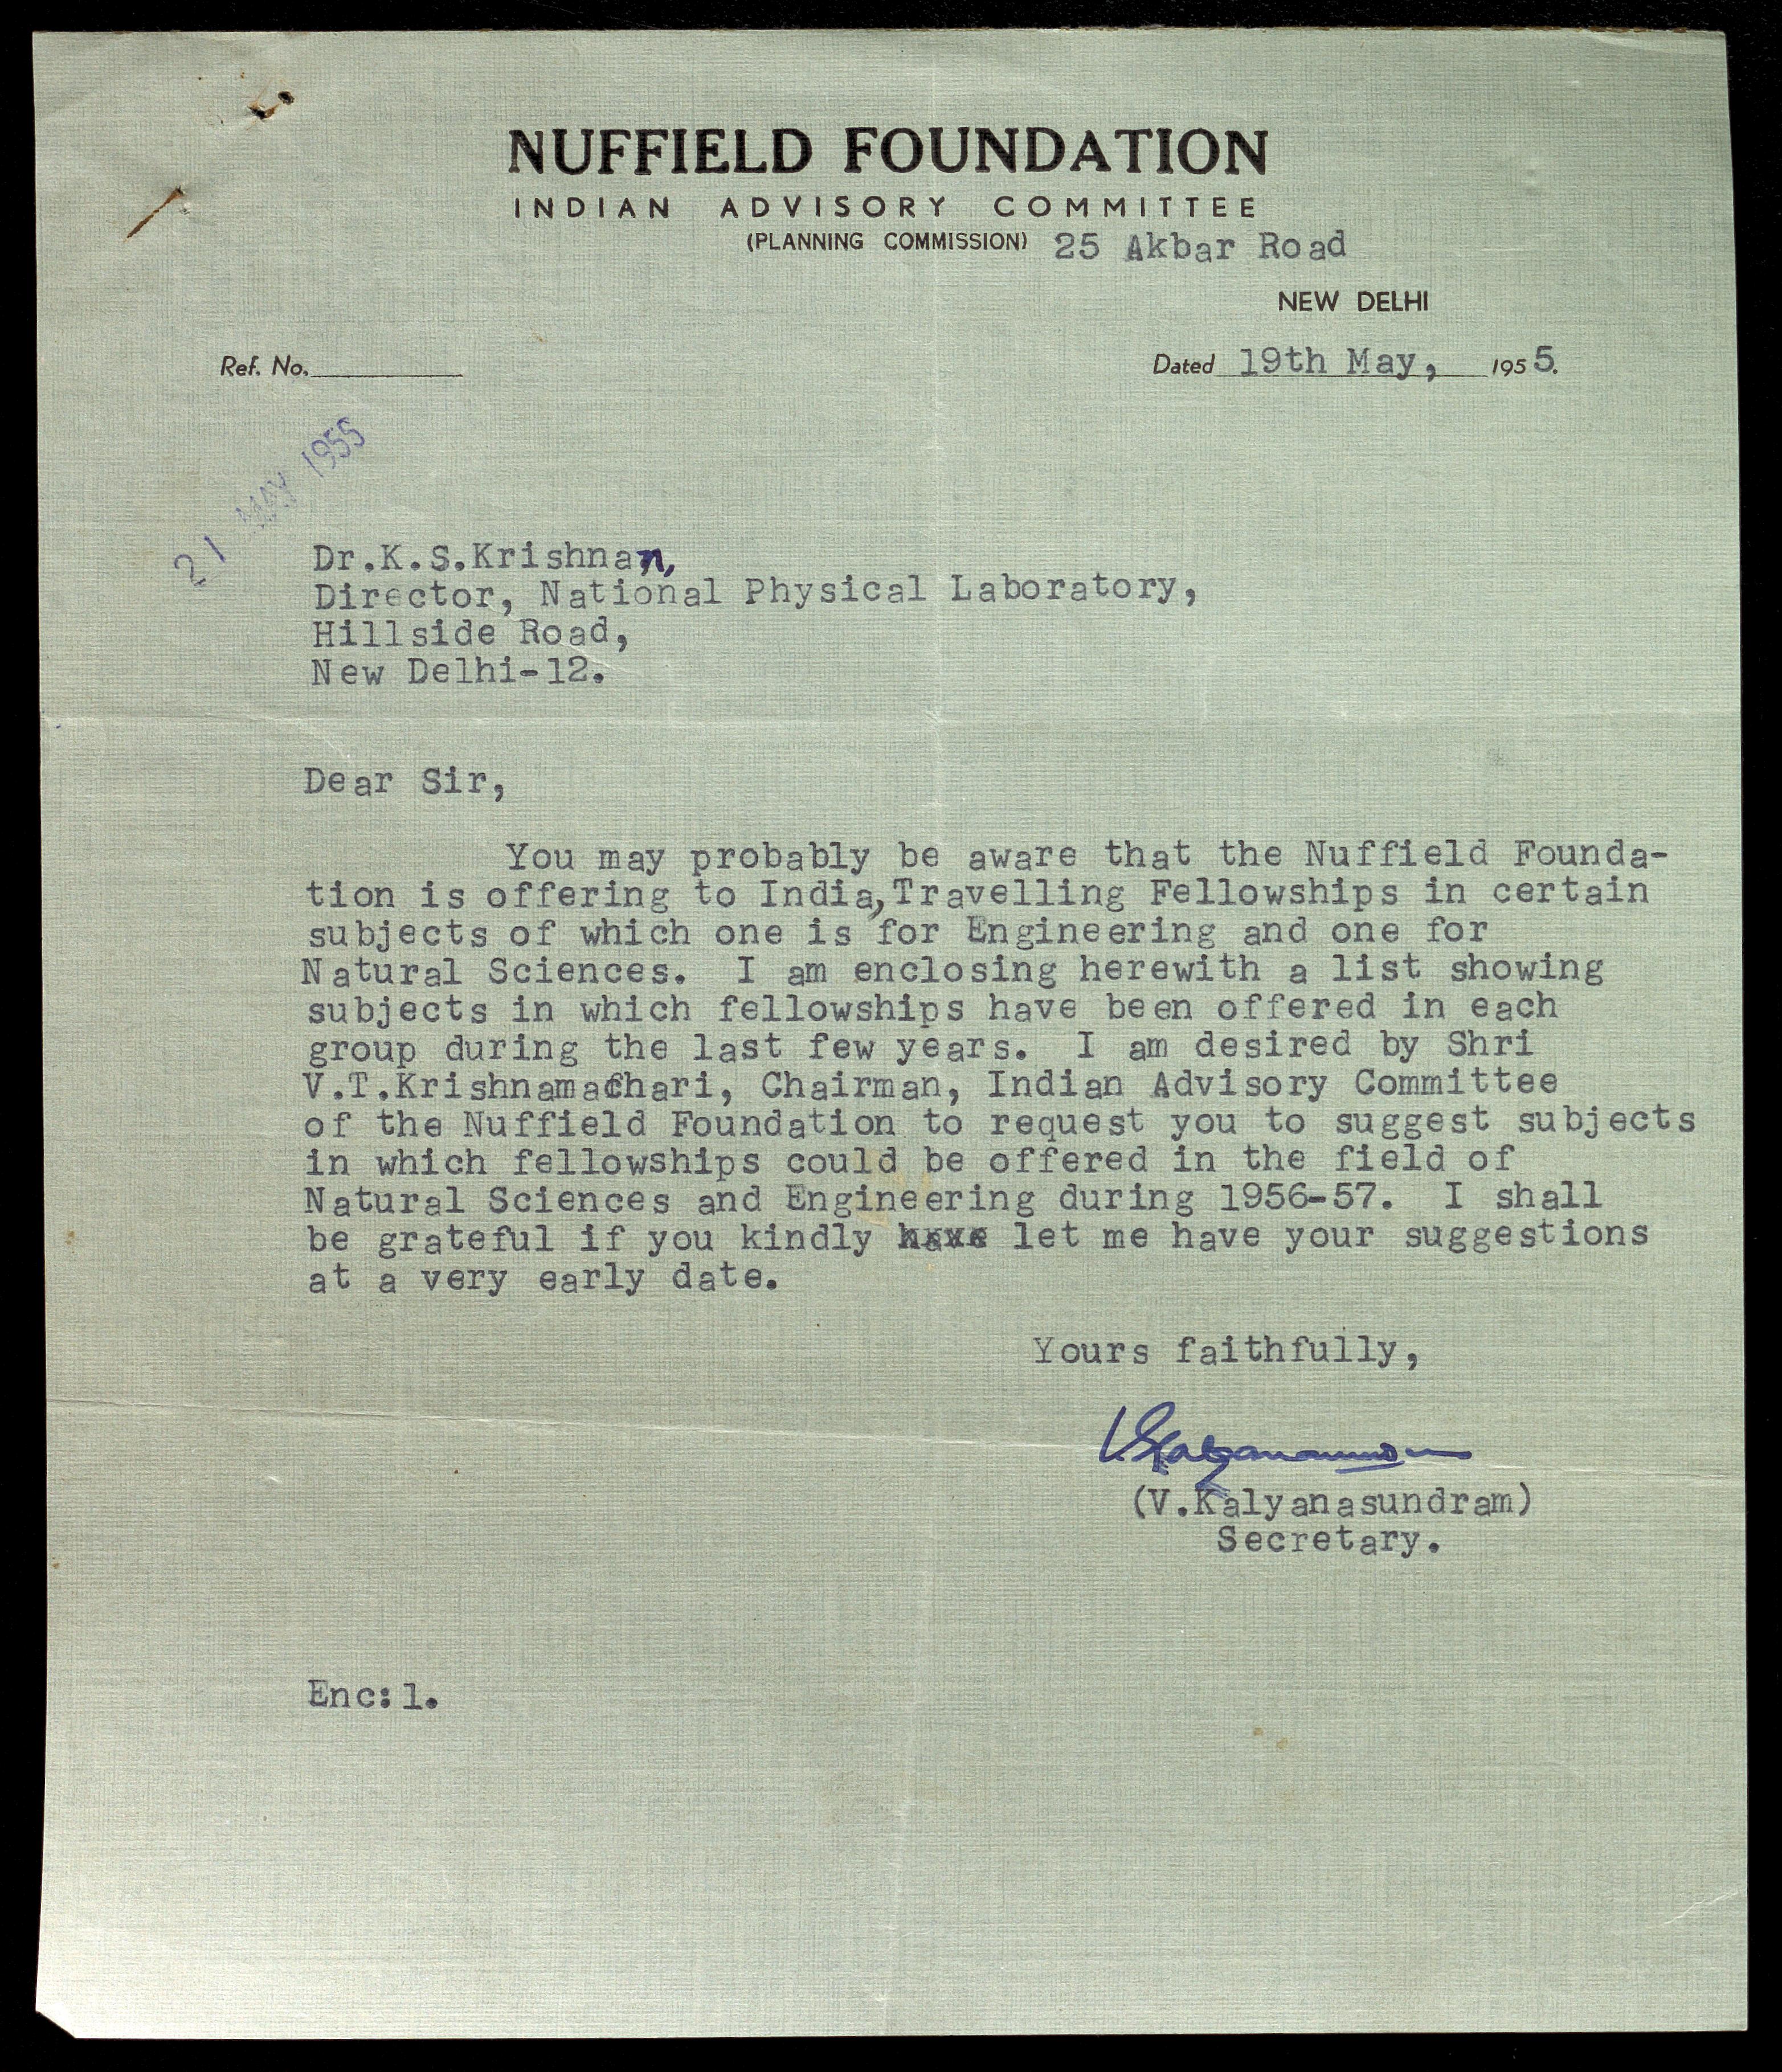 NUFFIELD FOUNDATION
INDIAN ADVISORY COMMITTEE
(PLANNING COMMISSION) 25 Akbar Road
NEW DELHI
Ref. No.
Dated 19th May, 1955.
21 MAY 1955
Dr.K.S.Krishnan,
Director, National Physical Laboratory,
Hillside Road,
New Delhi-12.
Dear Sir,
You may probably be aware that the Nuffield Founda-
tion is offering to India, Travelling Fellowships in certain
subjects of which one is for Engineering and one for
Natural Sciences. I am enclosing herewith a list showing
subjects in which fellowships have been offered in each
group during the last few years. I am desired by Shri
V.T.Krishnamachari, Chairman, Indian Advisory Committee
of the Nuffield Foundation to request you to suggest subjects
in which fellowships could be offered in the field of
Natural Sciences and Engineering during 1956-57. I shall
be grateful if you kindly let me have your suggestions
at a very early date.
Yours faithfully,
(V.Kalyanasundram)
Secretary.
Enc:1.